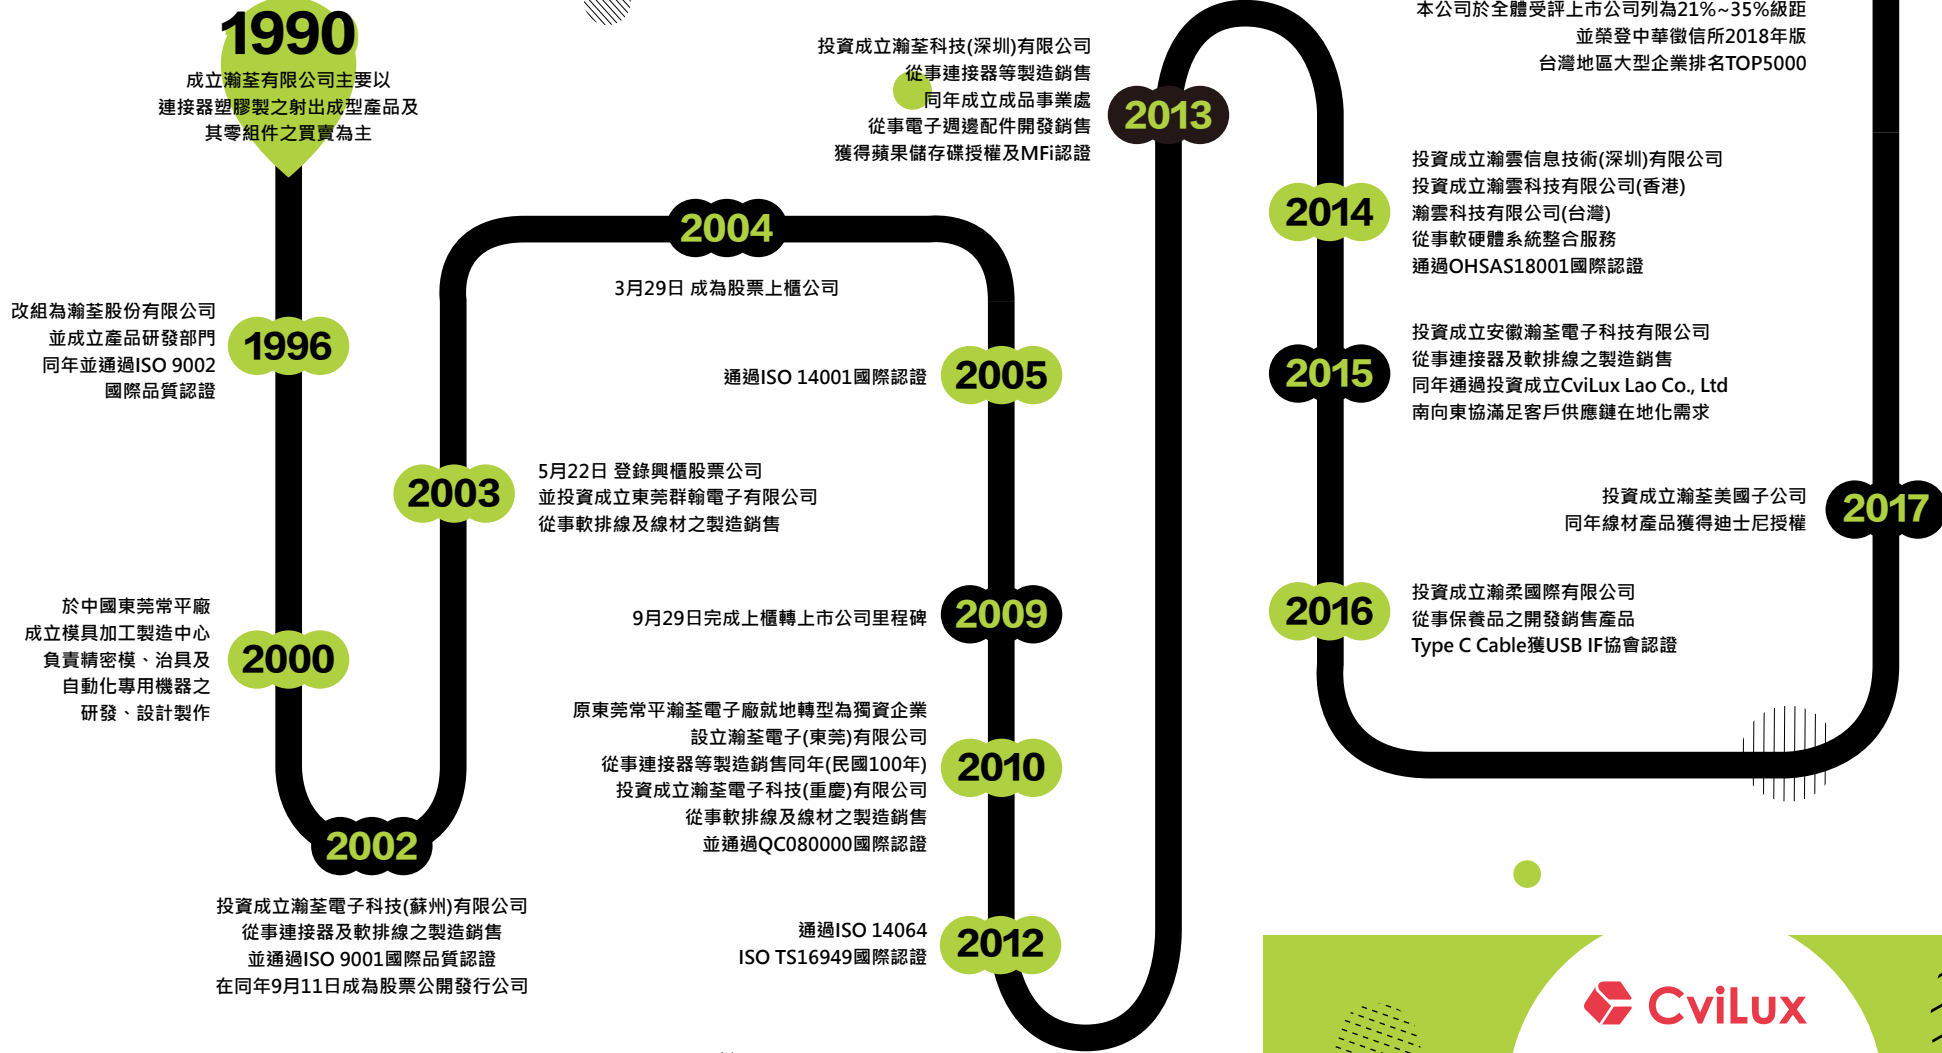 1990
成立瀚荃有限公司主要以
連接器塑膠製之射出成型產品及
其零組件之買賣為主
改組為瀚荃股份有限公司
並成立產品研發部門
同年並通過ISO 9002
國際品質認證
1996
於中國東莞常平廠
成立模具加工製造中心
負責精密模、治具及
自動化專用機器之
研發、設計製作
2000
2002
投資成立瀚荃電子科技(蘇州)有限公司
從事連接器及軟排線之製造銷售
並通過ISO 9001國際品質認證
在同年9月11日成為股票公開發行公司
2003
5月22日 登錄興櫃股票公司
並投資成立東莞群翰電子有限公司
從事軟排線及線材之製造銷售
2004
3月29日 成為股票上櫃公司
通過ISO 14001國際認證
2005
9月29日完成上櫃轉上市公司里程碑
2009
原東莞常平瀚荃電子廠就地轉型為獨資企業
設立瀚荃電子(東莞)有限公司
從事連接器等製造銷售同年(民國100年)
投資成立瀚荃電子科技(重慶)有限公司
從事軟排線及線材之製造銷售
並通過QC080000國際認證
2010
通過ISO 14064
ISO TS16949國際認證
2012
投資成立瀚荃科技(深圳)有限公司
從事連接器等製造銷售
同年成立成品事業處
從事電子週邊配件開發銷售
獲得蘋果儲存碟授權及MFi認證
2013
2014
投資成立瀚雲信息技術(深圳)有限公司
投資成立瀚雲科技有限公司(香港)
瀚雲科技有限公司(台灣)
從事軟硬體系統整合服務
通過OHSAS18001國際認證
2015
投資成立安徽瀚荃電子科技有限公司
從事連接器及軟排線之製造銷售
同年通過投資成立CviLux Lao Co., Ltd
南向東協滿足客戶供應鏈在地化需求
2016
投資成立瀚柔國際有限公司
從事保養品之開發銷售產品
Type C Cable獲USB IF協會認證
投資成立瀚荃美國子公司
同年線材產品獲得迪士尼授權
2017
本公司於全體受評上市公司列為21%~35%級距
並榮登中華徵信所2018年版
台灣地區大型企業排名TOP5000
CviLux